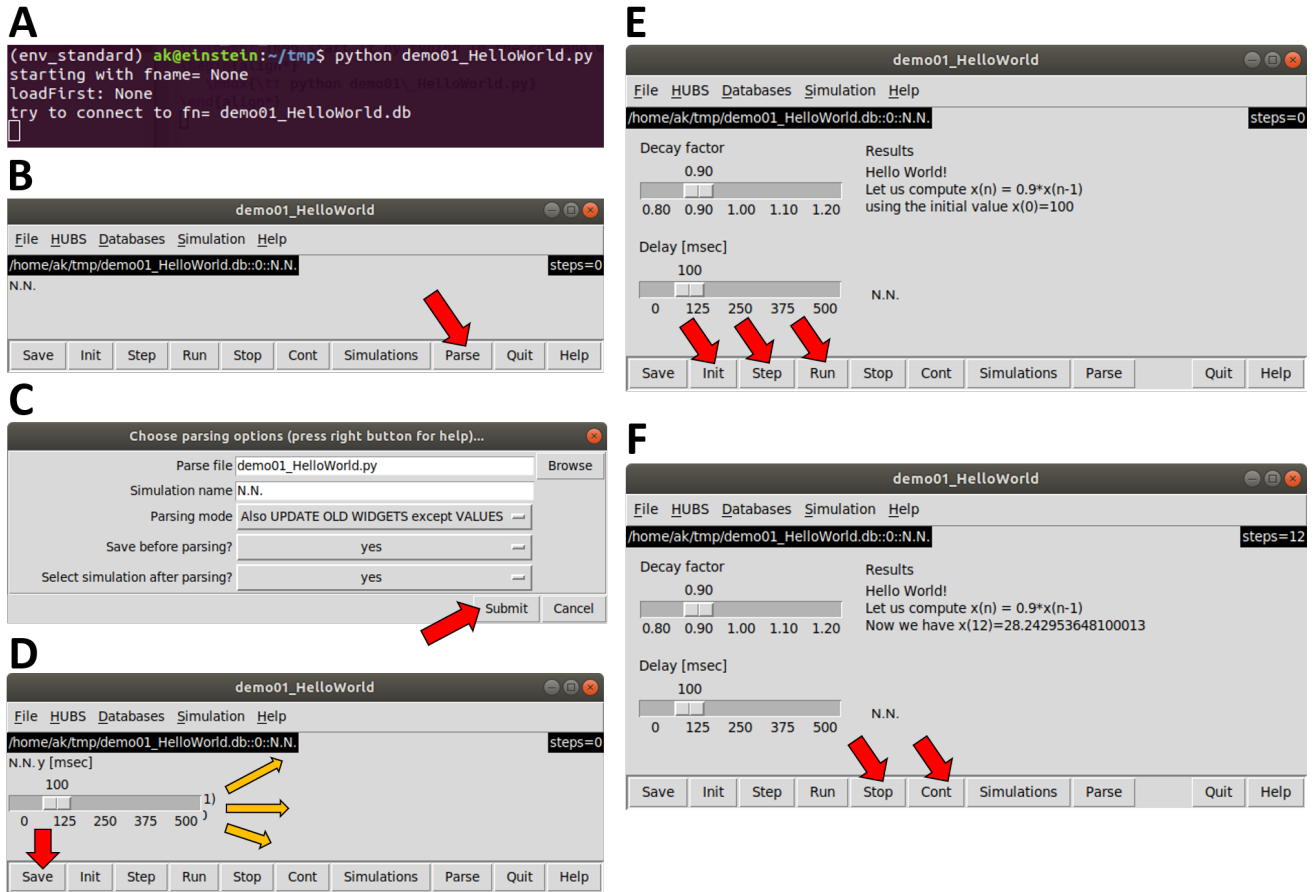 A
(env_standard) ak@einstein:~/tmp$ python demo01_HelloWorld.py
starting with fname= None
loadFirst: None
try to connect to fn= demo01_HelloWorld.db
B
demo01_HelloWorld
File HUBS Databases Simulation Help
/home/ak/tmp/demo01_HelloWorld.db::0::N.N. steps=0
N.N.
Save Init Step Run Stop Cont Simulations Parse Quit Help
C
Choose parsing options (press right button for help)...
Parse file demo01_HelloWorld.py Browse
Simulation name N.N.
Parsing mode Also UPDATE OLD WIDGETS except VALUES
Save before parsing? yes
Select simulation after parsing? yes
Submit Cancel
D
demo01_HelloWorld
File HUBS Databases Simulation Help
/home/ak/tmp/demo01_HelloWorld.db::0::N.N. steps=0
N.N. y [msec]
100
1)
0 125 250 375 500
Save Init Step Run Stop Cont Simulations Parse Quit Help
E
demo01_HelloWorld
File HUBS Databases Simulation Help
/home/ak/tmp/demo01_HelloWorld.db::0::N.N. steps=0
Decay factor
0.90
0.80 0.90 1.00 1.10 1.20
Results
Hello World!
Let us compute x(n) = 0.9*x(n-1)
using the initial value x(0)=100
Delay [msec]
100
0 125 250 375 500
N.N.
Save Init Step Run Stop Cont Simulations Parse Quit Help
F
demo01_HelloWorld
File HUBS Databases Simulation Help
/home/ak/tmp/demo01_HelloWorld.db::0::N.N. steps=12
Decay factor
0.90
0.80 0.90 1.00 1.10 1.20
Results
Hello World!
Let us compute x(n) = 0.9*x(n-1)
Now we have x(12)=28.242953648100013
Delay [msec]
100
0 125 250 375 500
N.N.
Save Init Step Run Stop Cont Simulations Parse Quit Help